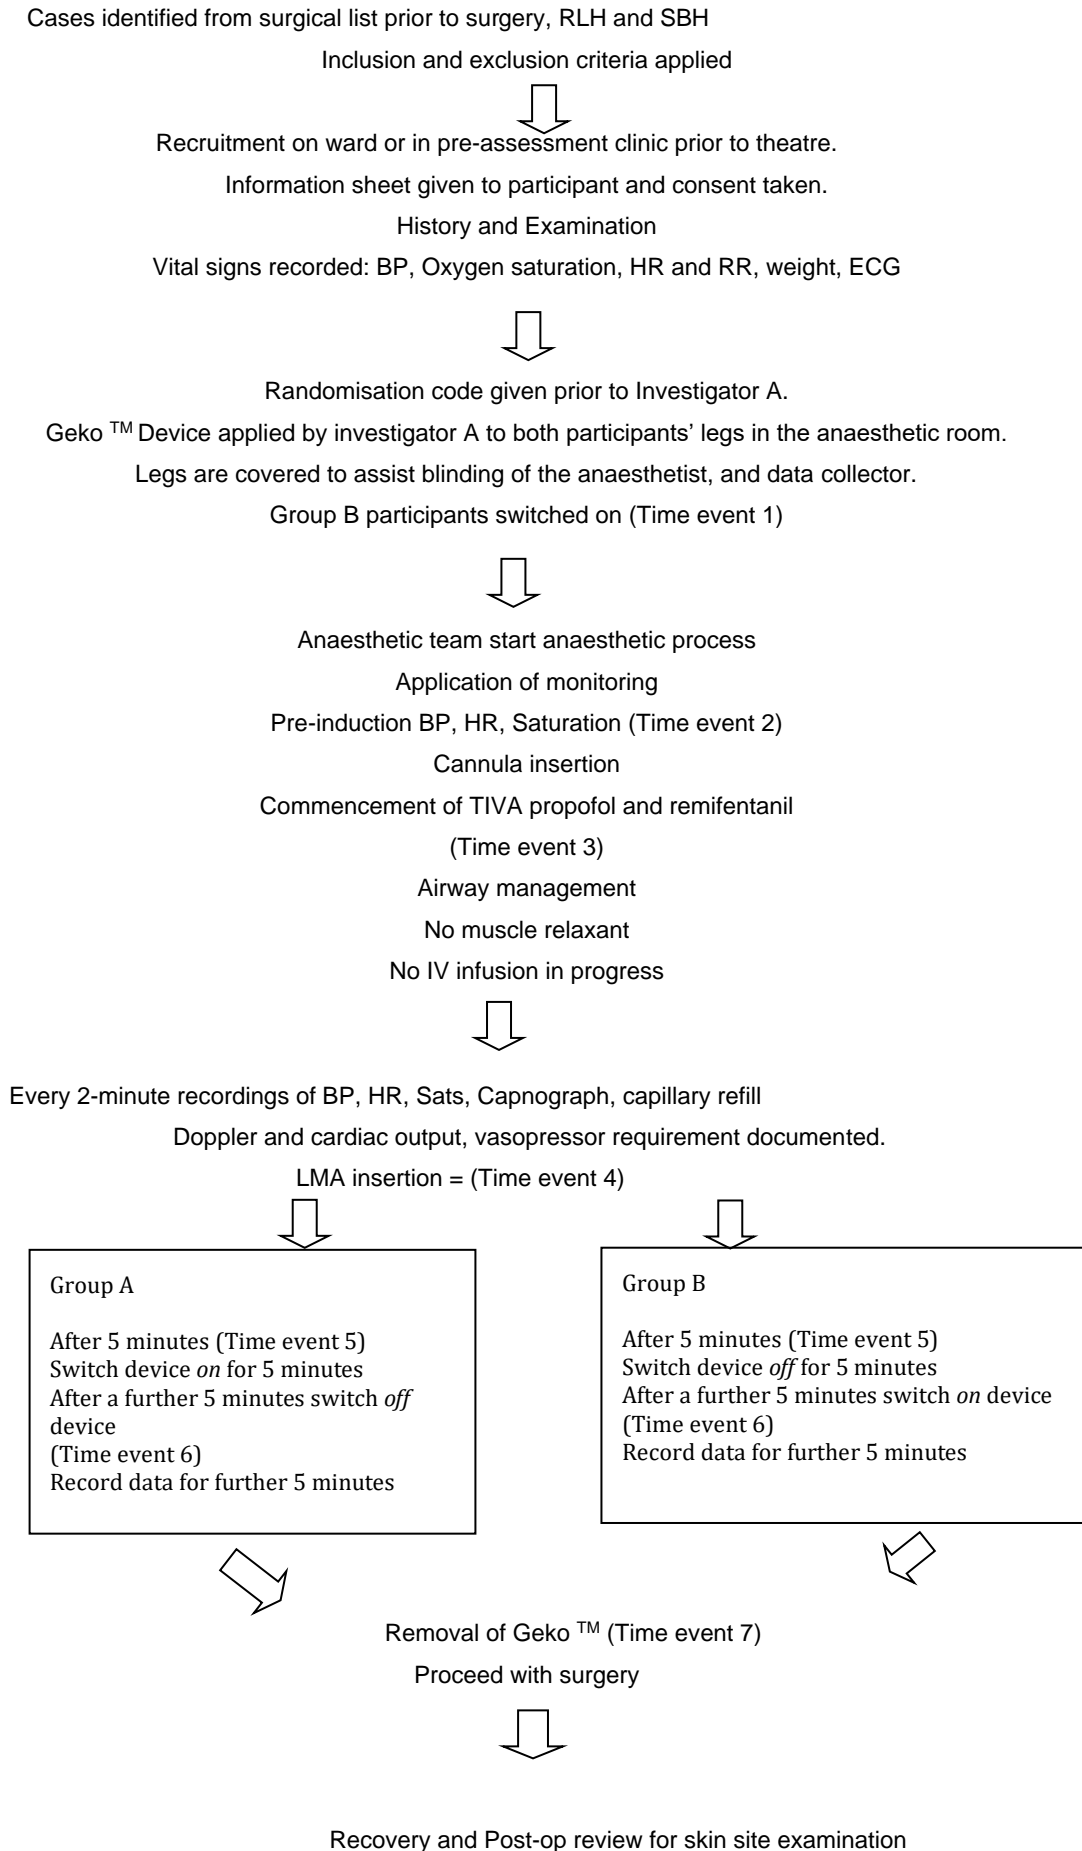 Cases identified from surgical list prior to surgery, RLH and SBH
Inclusion and exclusion criteria applied
Recruitment on ward or in pre-assessment clinic prior to theatre.
Information sheet given to participant and consent taken.
History and Examination
Vital signs recorded: BP, Oxygen saturation, HR and RR, weight, ECG
Randomisation code given prior to Investigator A.
Geko TM Device applied by investigator A to both participants' legs in the anaesthetic room.
Legs are covered to assist blinding of the anaesthetist, and data collector.
Group B participants switched on (Time event 1)
Anaesthetic team start anaesthetic process
Application of monitoring
Pre-induction BP, HR, Saturation (Time event 2)
Cannula insertion
Commencement of TIVA propofol and remifentanil
(Time event 3)
Airway management
No muscle relaxant
No IV infusion in progress
Every 2-minute recordings of BP, HR, Sats, Capnograph, capillary refill
Doppler and cardiac output, vasopressor requirement documented.
LMA insertion = (Time event 4)
Group A
After 5 minutes (Time event 5)
Switch device on for 5 minutes
After a further 5 minutes switch off
device
(Time event 6)
Record data for further 5 minutes
Group B
After 5 minutes (Time event 5)
Switch device off for 5 minutes
After a further 5 minutes switch on device
(Time event 6)
Record data for further 5 minutes
Removal of Geko TM (Time event 7)
Proceed with surgery
Recovery and Post-op review for skin site examination